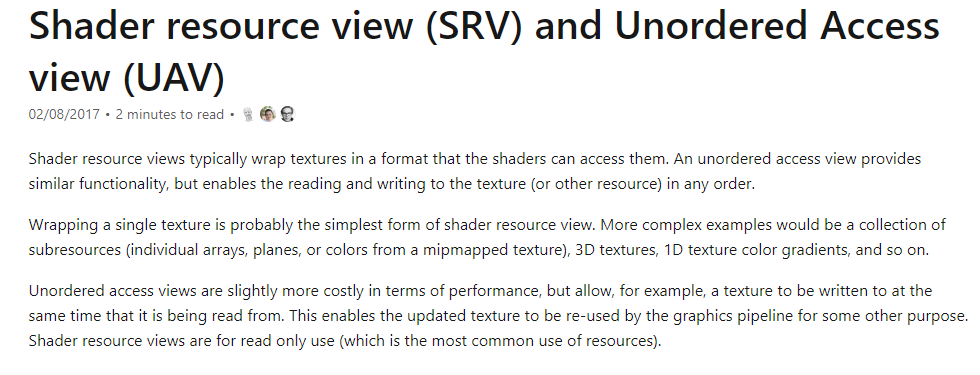 Shader resource view (SRV) and Unordered Access
view (UAV)
02/08/2017 • 2 minutes to read •
Shader resource views typically wrap textures in a format that the shaders can access them. An unordered access view provides
similar functionality, but enables the reading and writing to the texture (or other resource) in any order.
Wrapping a single texture is probably the simplest form of shader resource view. More complex examples would be a collection of
subresources (individual arrays, planes, or colors from a mipmapped texture), 3D textures, 1D texture color gradients, and so on.
Unordered access views are slightly more costly in terms of performance, but allow, for example, a texture to be written to at the
same time that it is being read from. This enables the updated texture to be re-used by the graphics pipeline for some other purpose.
Shader resource views are for read only use (which is the most common use of resources).